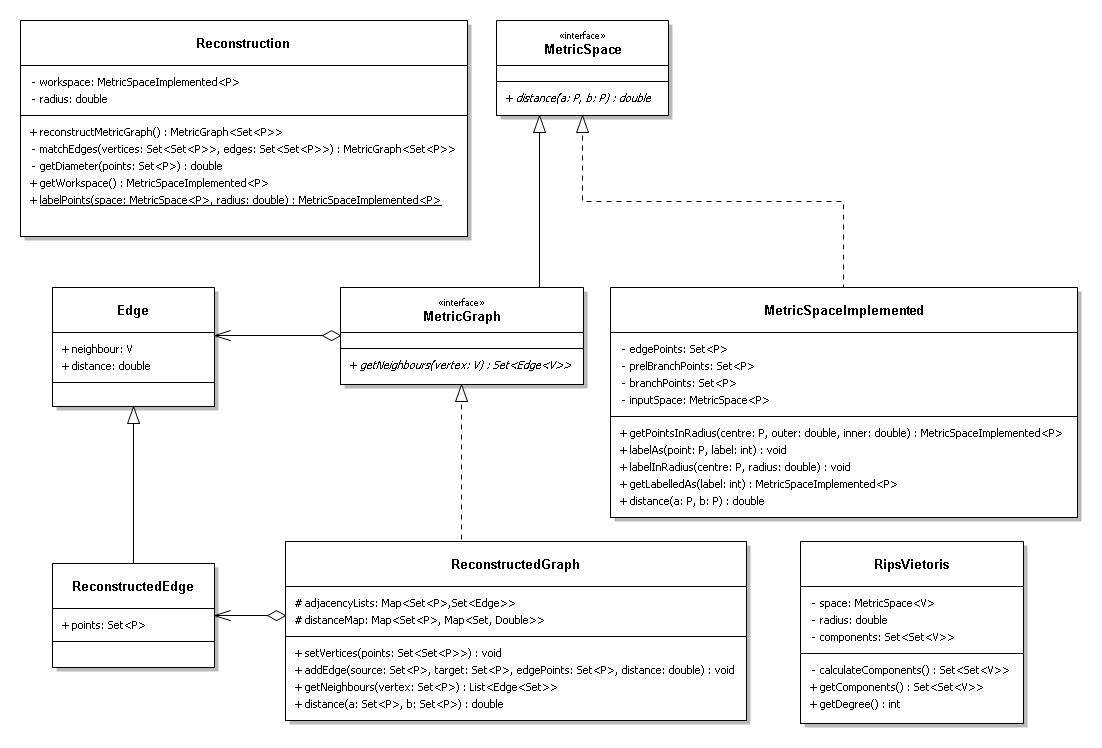 Reconstruction
- workspace: MetricSpaceImplemented<P>
- radius: double
+ reconstructMetricGraph() : MetricGraph<Set<P>>
- matchEdges(vertices: Set<Set<P>>, edges: Set<Set<P>>) : MetricGraph<Set<P>>
- getDiameter(points: Set<P>) : double
+ getWorkspace() : MetricSpaceImplemented<P>
+ labelPoints(space: MetricSpace<P>, radius: double) : MetricSpaceImplemented<P>
«interface»
MetricSpace
+ distance(a: P, b: P) : double
Edge
+ neighbour: V
+ distance: double
«interface»
MetricGraph
+ getNeighbours(vertex: V) : Set<Edge<V>>
MetricSpaceImplemented
- edgePoints: Set<P>
- prelBranchPoints: Set<P>
- branchPoints: Set<P>
- inputSpace: MetricSpace<P>
+ getPointsInRadius(centre: P, outer: double, inner: double) : MetricSpaceImplemented<P>
+ labelAs(point: P, label: int) : void
+ labelInRadius(centre: P, radius: double) : void
+ getLabelledAs(label: int) : MetricSpaceImplemented<P>
+ distance(a: P, b: P) : double
ReconstructedEdge
+ points: Set<P>
ReconstructedGraph
# adjacencyLists: Map<Set<P>,Set<Edge>>
# distanceMap: Map<Set<P>, Map<Set, Double>>
+ setVertices(points: Set<Set<P>>) : void
+ addEdge(source: Set<P>, target: Set<P>, edgePoints: Set<P>, distance: double) : void
+ getNeighbours(vertex: Set<P>) : List<Edge<Set>>
+ distance(a: Set<P>, b: Set<P>) : double
RipsVietoris
- space: MetricSpace<V>
- radius: double
- components: Set<Set<V>>
- calculateComponents() : Set<Set<V>>
+ getComponents() : Set<Set<V>>
+ getDegree() : int